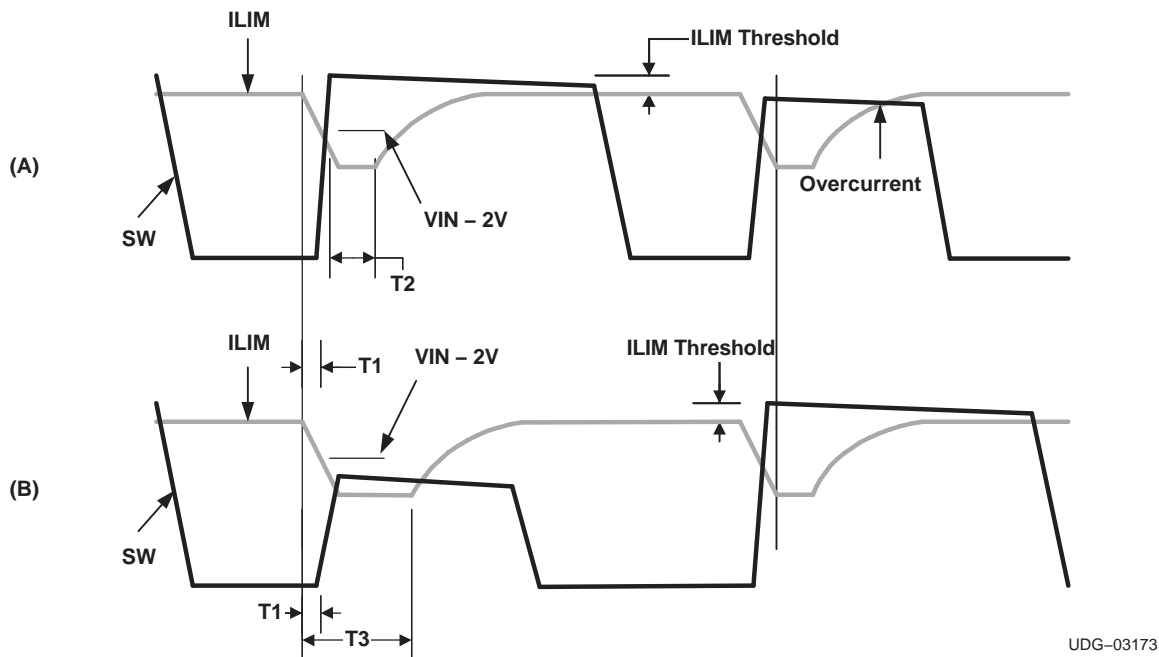 ILIM
ILIM Threshold
(A)
Overcurrent
VIN – 2V
SW
T2
ILIM
T1
VIN – 2V
ILIM Threshold
(B)
SW
T1
T3
UDG–03173